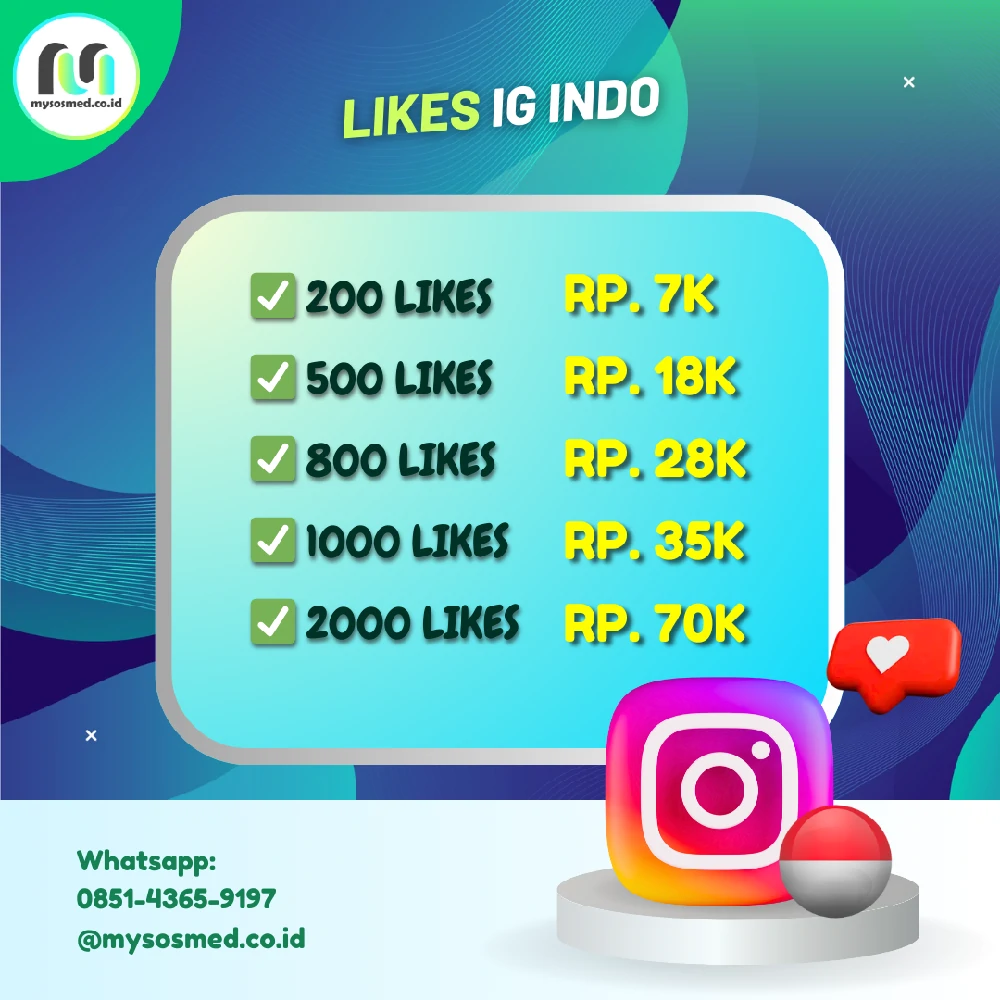 mysosmed.co.id
LIKES IG INDO
200 LIKES RP. 7K
500 LIKES RP. 18K
800 LIKES RP. 28K
1000 LIKES RP. 35K
2000 LIKES RP. 70K
Whatsapp:
0851-4365-9197
@mysosmed.co.id